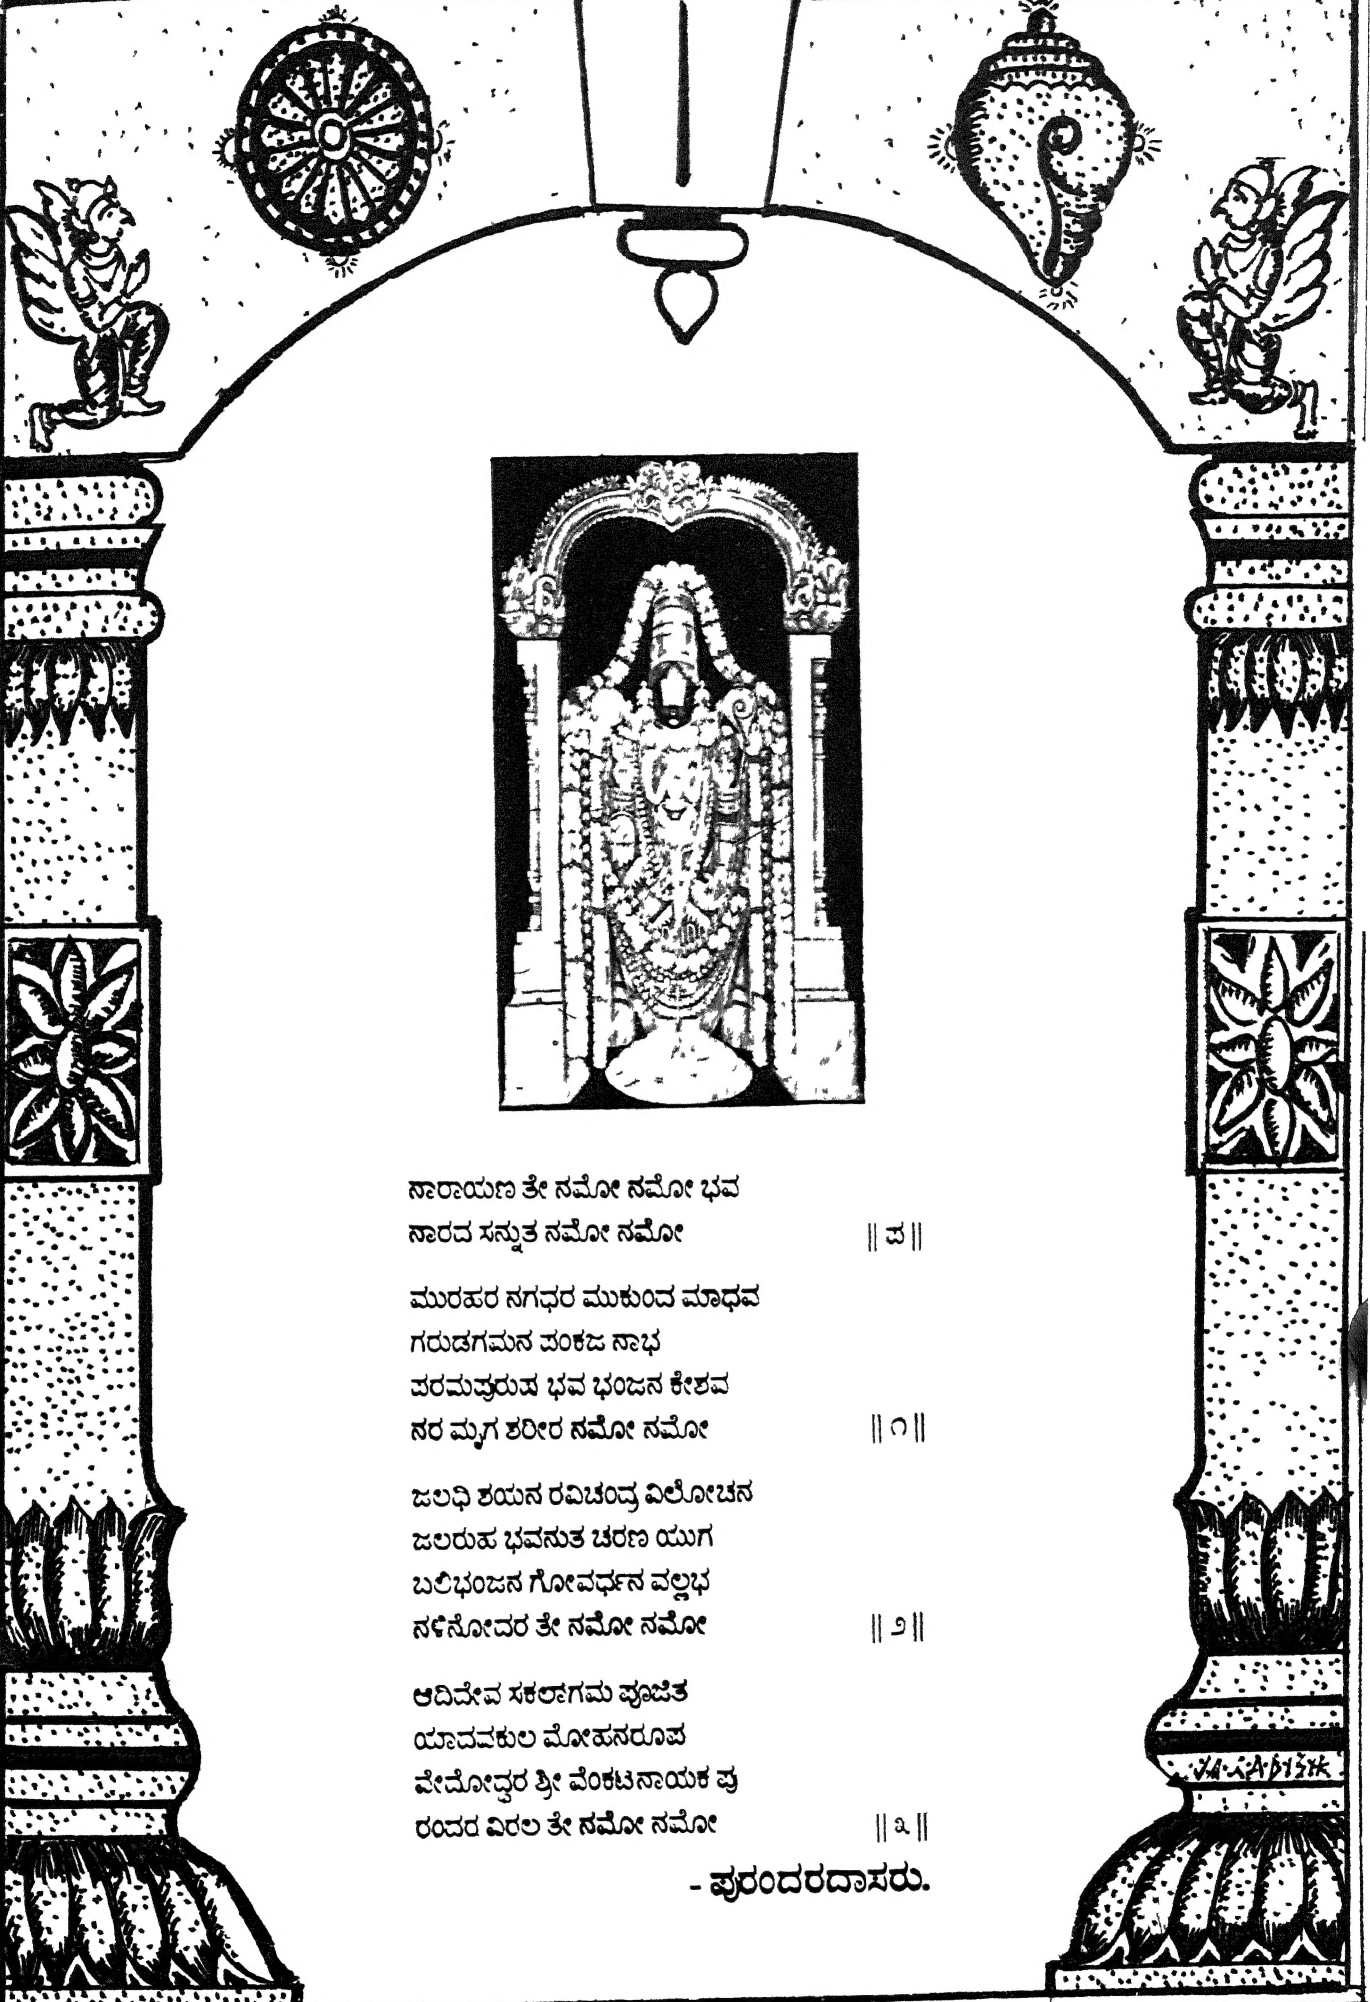 ನಾರಾಯಣ ತೇ ನಮೋ ನಮೋ ಭವ
ನಾರದ ಸನ್ನುತ ನಮೋ ನಮೋ || ಪ ||
ಮುರಹರ ನಗಧರ ಮುಕುಂದ ಮಾಧವ
ಗರುಡಗಮನ ಪಂಕಜ ನಾಭ
ಪರಮಪುರುಷ ಭವ ಭಂಜನ ಕೇಶವ
ನರ ಮೃಗ ಶರೀರ ನಮೋ ನಮೋ || ೧ ||
ಜಲಧಿ ಶಯನ ರವಿಚಂದ್ರ ವಿಲೋಚನ
ಜಲರುಹ ಭವನುತ ಚರಣ ಯುಗ
ಬಲಿಭಂಜನ ಗೋವರ್ಧನ ವಲ್ಲಭ
ನಳಿನೋದರ ತೇ ನಮೋ ನಮೋ || ೨ ||
ಆದಿದೇವ ಸಕಲಾಗಮ ಪೂಜಿತ
ಯಾದವಕುಲ ಮೋಹನರೂಪ
ವೇದೋದ್ಧರ ಶ್ರೀ ವೆಂಕಟನಾಯಕ ಪು
ರಂದರ ವಿಠಲ ತೇ ನಮೋ ನಮೋ || ೩ ||
- ಪುರಂದರದಾಸರು.